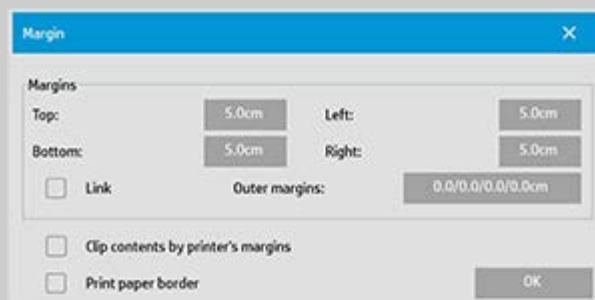 Margin
Margins
Top: 5.0cm Left: 5.0cm
Bottom: 5.0cm Right: 5.0cm
Link Outer margins: 0.0/0.0/0.0/0.0cm
Clip contents by printer's margins
Print paper border OK